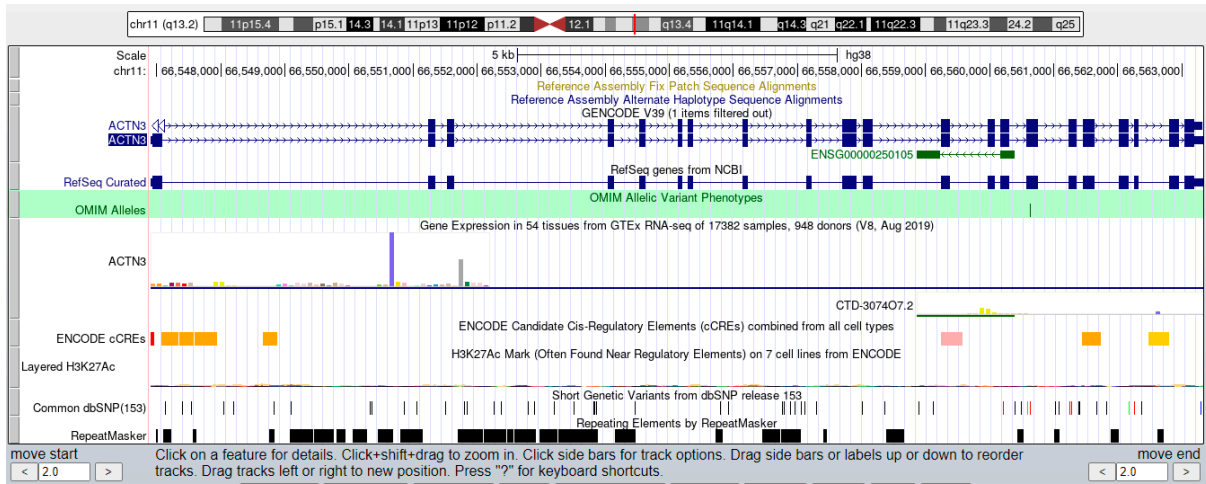 chr11 (q13.2) 11p15.4 p15.1 14.3 14.1 11p13 11p12 p11.2 12.1 q13.4 11q14.1 q14.3 q21 q22.1 11q22.3 11q23.3 24.2 q25
Scale 5 kb hg38
chr11: 66,548,000 66,549,000 66,550,000 66,551,000 66,552,000 66,553,000 66,554,000 66,555,000 66,556,000 66,557,000 66,558,000 66,559,000 66,560,000 66,561,000 66,562,000 66,563,000
Reference Assembly Fix Patch Sequence Alignments
Reference Assembly Alternate Haplotype Sequence Alignments
GENCODE V39 (1 items filtered out)
ACTN3
ACTN3
ENSG00000250105
RefSeq genes from NCBI
RefSeq Curated
OMIM Allelic Variant Phenotypes
OMIM Alleles
Gene Expression in 54 tissues from GTEx RNA-seq of 17382 samples, 948 donors (V8, Aug 2019)
ACTN3
CTD-3074O7.2
ENCODE Candidate Cis-Regulatory Elements (cCREs) combined from all cell types
ENCODE cCREs
H3K27Ac Mark (Often Found Near Regulatory Elements) on 7 cell lines from ENCODE
Layered H3K27Ac
Short Genetic Variants from dbSNP release 153
Common dbSNP(153)
Repeating Elements by RepeatMasker
RepeatMasker
move start Click on a feature for details. Click+shift+drag to zoom in. Click side bars for track options. Drag side bars or labels up or down to reorder move end
< 2.0 > tracks. Drag tracks left or right to new position. Press "?" for keyboard shortcuts. < 2.0 >